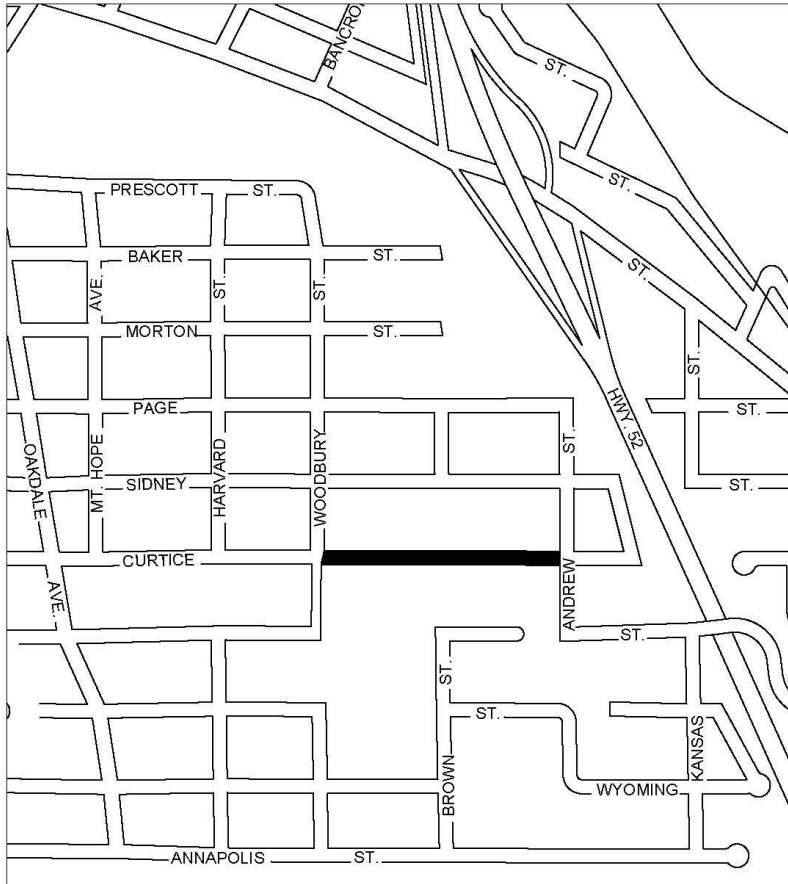 BANCRO
ST.
ST.
PRESCOTT ST.
BAKER ST.
ST.
AVE.
ST.
ST.
MORTON ST.
ST.
PAGE
HWY. 52
ST.
ST.
OAKDALE
MT. HOPE
HARVARD
WOODBURY
SIDNEY
ST.
CURTICE
AVE.
ANDREW
ST.
ST.
ST.
BROWN
WYOMING
KANSAS
ANNAPOLIS ST.